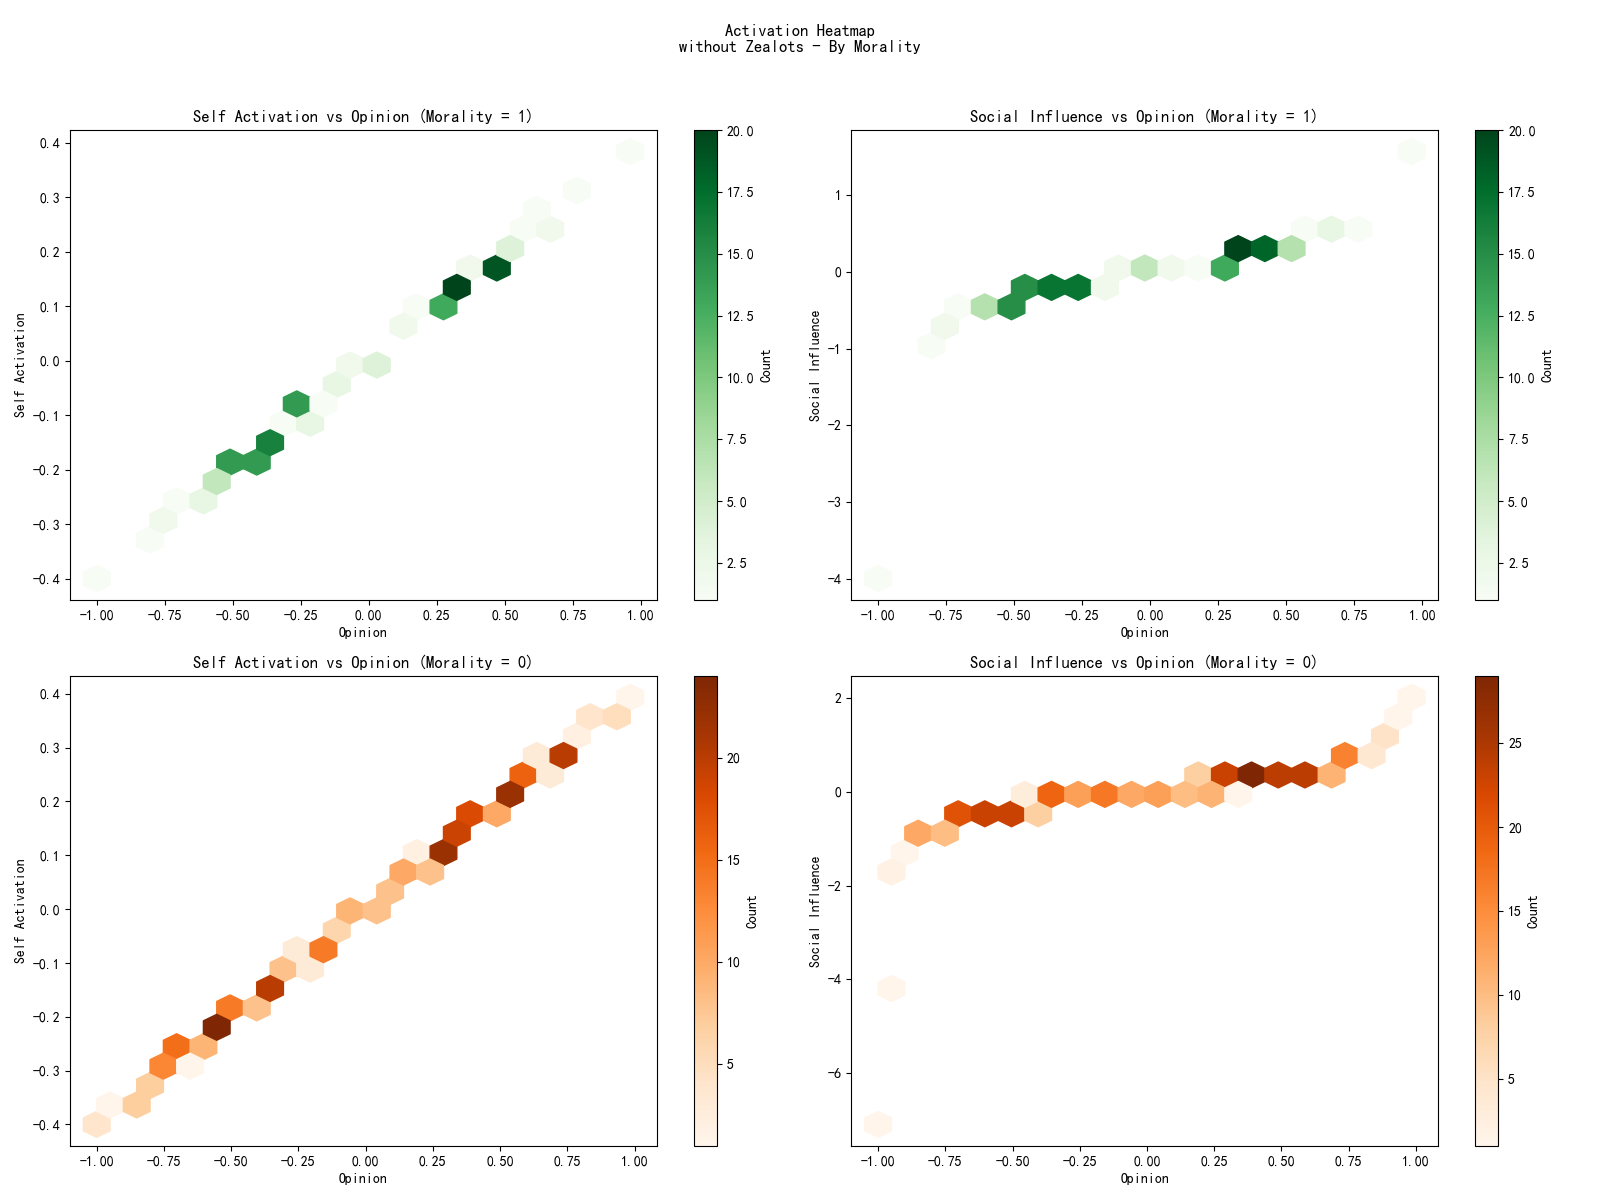 Activation Heatmap
without Zealots - By Morality
Self Activation vs Opinion (Morality = 1)
0.4
0.3
0.2
0.1
0.0
-0.1
-0.2
-0.3
-0.4
Self Activation
-1.00 -0.75 -0.50 -0.25 0.00 0.25 0.50 0.75 1.00
Opinion
20.0
17.5
15.0
12.5
10.0
7.5
5.0
2.5
Count
Social Influence vs Opinion (Morality = 1)
1
0
-1
-2
-3
-4
Social Influence
-1.00 -0.75 -0.50 -0.25 0.00 0.25 0.50 0.75 1.00
Opinion
20.0
17.5
15.0
12.5
10.0
7.5
5.0
2.5
Count
Self Activation vs Opinion (Morality = 0)
0.4
0.3
0.2
0.1
0.0
-0.1
-0.2
-0.3
-0.4
Self Activation
-1.00 -0.75 -0.50 -0.25 0.00 0.25 0.50 0.75 1.00
Opinion
20
15
10
5
Count
Social Influence vs Opinion (Morality = 0)
2
0
-2
-4
-6
Social Influence
-1.00 -0.75 -0.50 -0.25 0.00 0.25 0.50 0.75 1.00
Opinion
25
20
15
10
5
Count